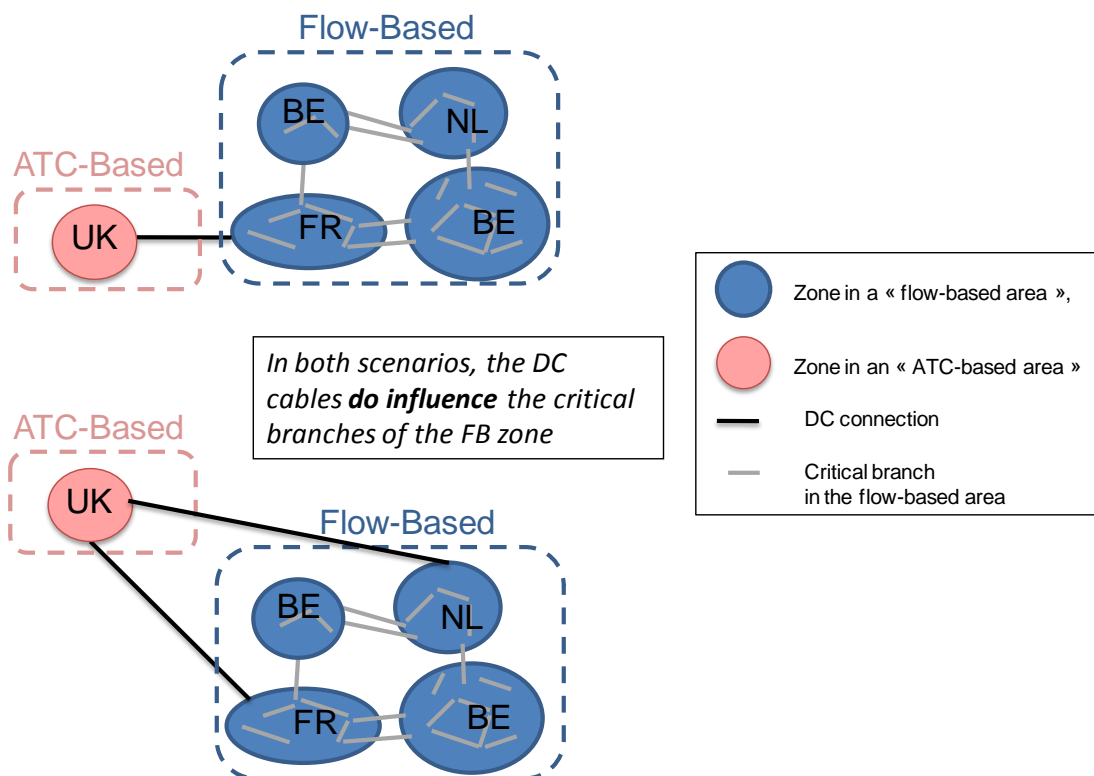 Flow-Based
BE
NL
ATC-Based
UK
FR
BE
Zone in a « flow-based area »,
Zone in an « ATC-based area »
DC connection
Critical branch
in the flow-based area
In both scenarios, the DC
cables do influence the critical
branches of the FB zone
ATC-Based
UK
Flow-Based
BE
NL
FR
BE